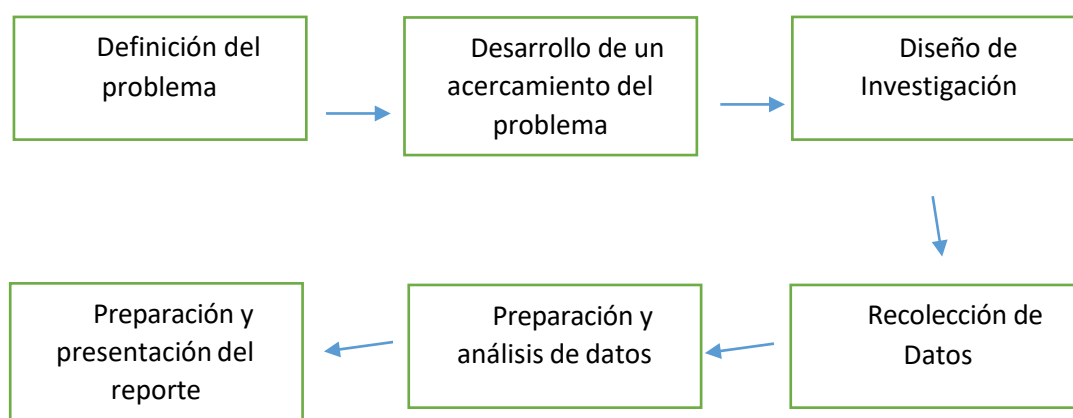 Definición del
problema
Desarrollo de un
acercamiento del
problema
Diseño de
Investigación
Recolección de
Datos
Preparación y
análisis de datos
Preparación y
presentación del
reporte